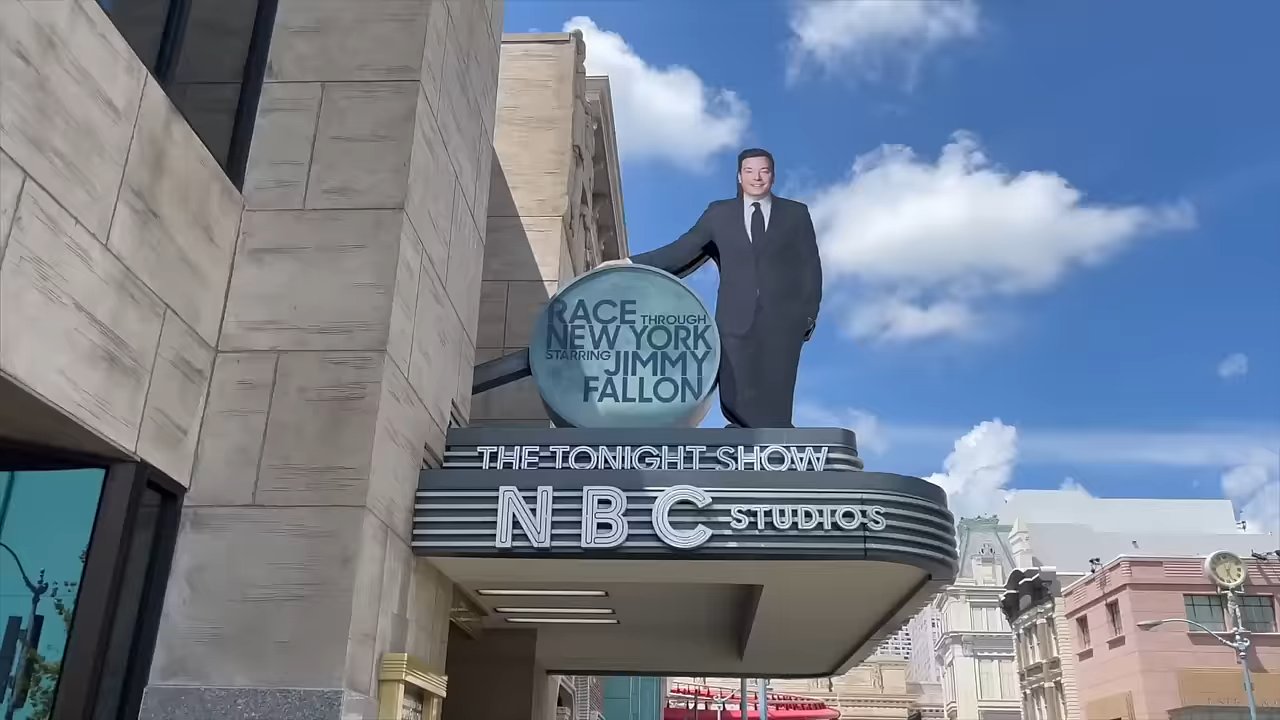 RACE THROUGH
NEW YORK
STARRING JIMMY
FALLON
THE TONIGHT SHOW
NBC STUDIOS